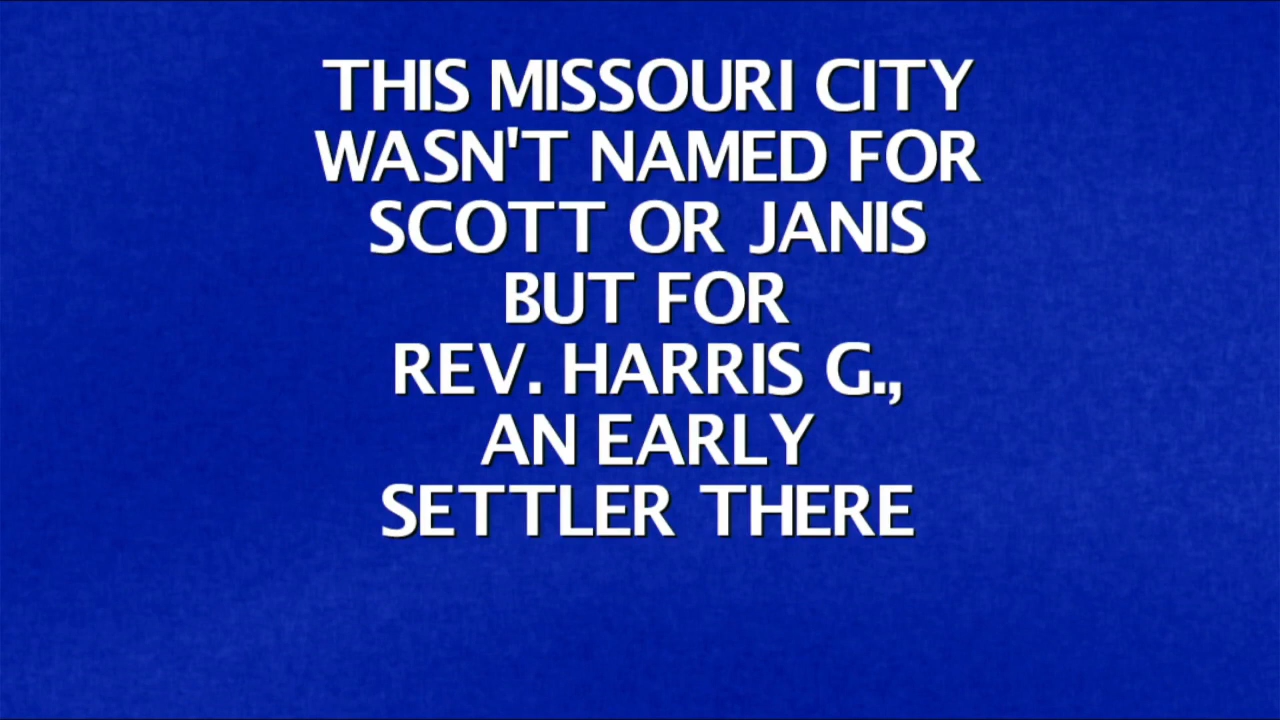 THIS MISSOURI CITY
WASN'T NAMED FOR
SCOTT OR JANIS
BUT FOR
REV. HARRIS G.,
AN EARLY
SETTLER THERE